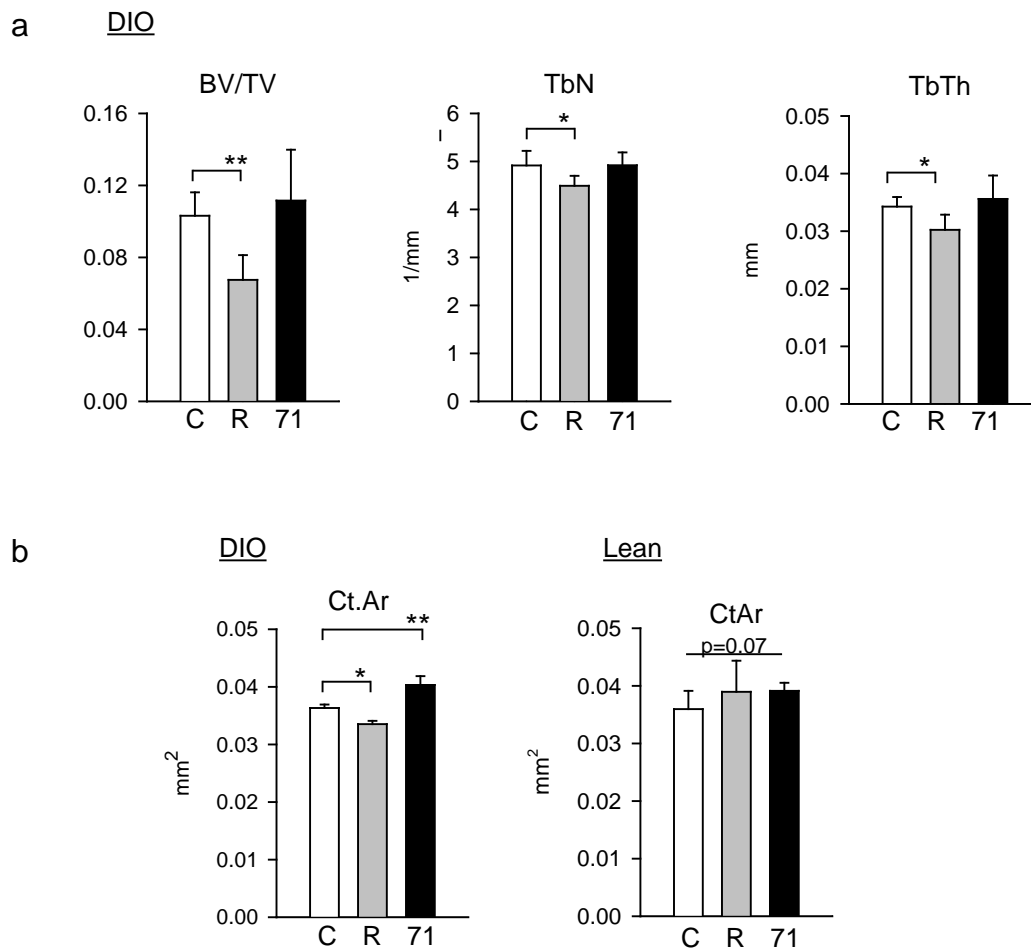 a DIO
BV/TV
0.16
0.12
0.08
0.04
0.00
**
C R 71
TbN
6
5
4
3
2
1
0
1/mm
*
C R 71
TbTh
0.05
0.04
0.03
0.02
0.01
0.00
mm
*
C R 71
b DIO
Ct.Ar
0.05
0.04
0.03
0.02
0.01
0.00
mm²
**
*
C R 71
Lean
CtAr
p=0.07
0.05
0.04
0.03
0.02
0.01
0.00
mm²
C R 71